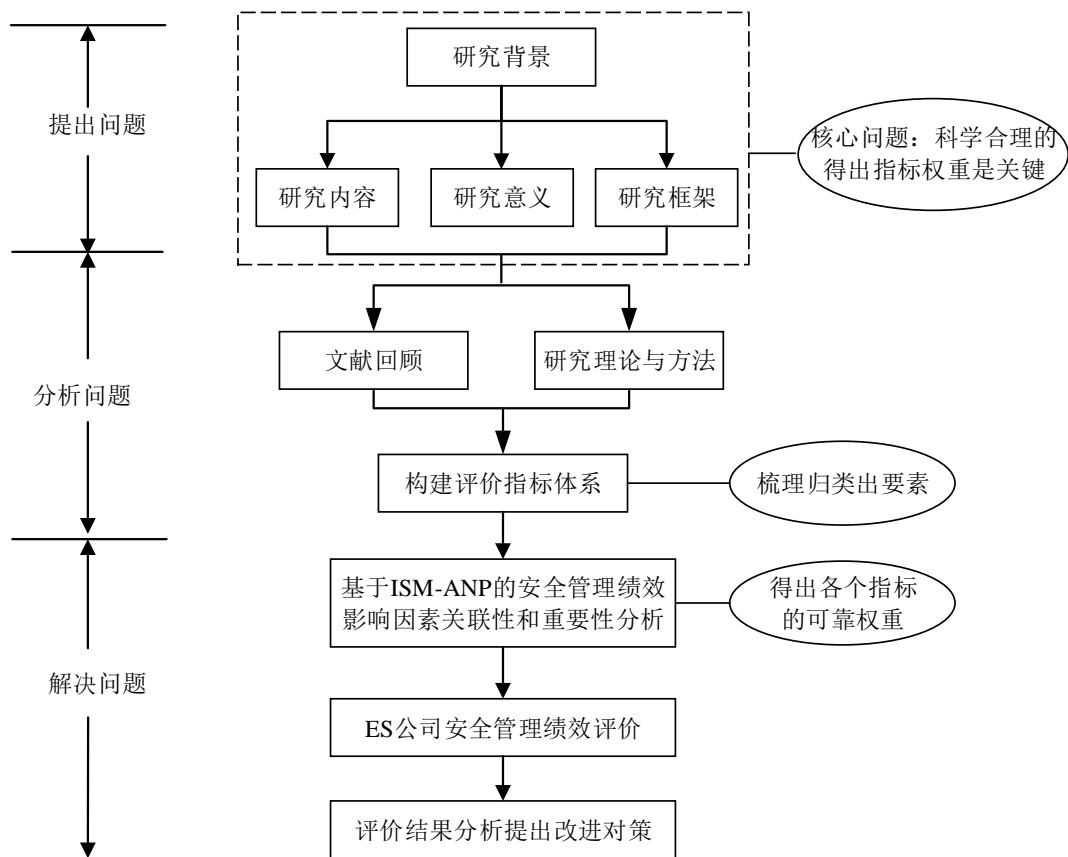 研究背景
提出问题
核心问题：科学合理的
得出指标权重是关键
研究内容
研究意义
研究框架
文献回顾
研究理论与方法
分析问题
构建评价指标体系
梳理归类出要素
基于ISM-ANP的安全管理绩效
影响因素关联性和重要性分析
得出各个指标
的可靠权重
解决问题
ES公司安全管理绩效评价
评价结果分析提出改进对策